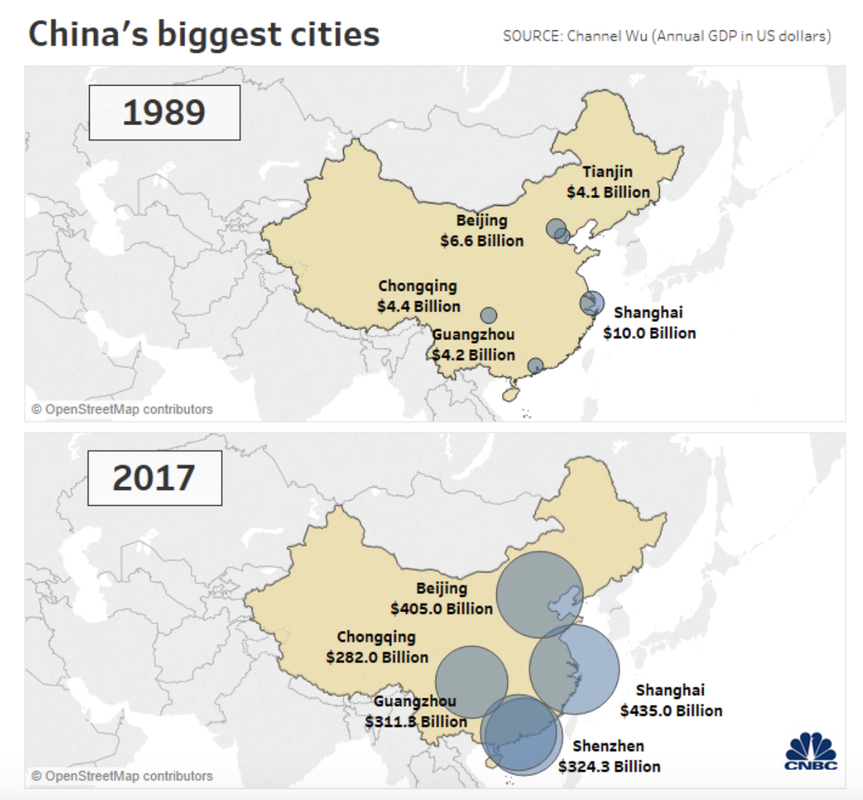 China's biggest cities
SOURCE: Channel Wu (Annual GDP in US dollars)
1989
Tianjin
$4.1 Billion
Beijing
$6.6 Billion
Chongqing
$4.4 Billion
Shanghai
$10.0 Billion
Guangzhou
$4.2 Billion
© OpenStreetMap contributors
2017
Beijing
$405.0 Billion
Chongqing
$282.0 Billion
Shanghai
$435.0 Billion
Guangzhou
$311.3 Billion
Shenzhen
$324.3 Billion
© OpenStreetMap contributors
CNBC